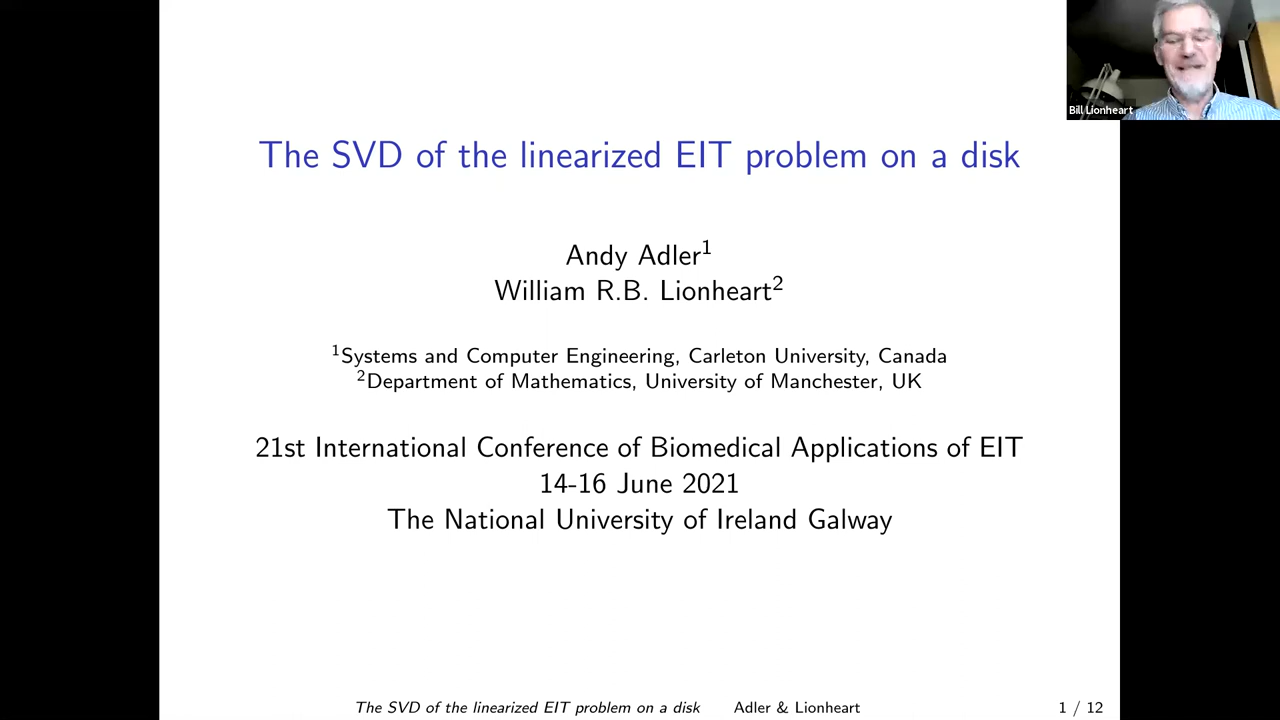 Bill Lionheart
The SVD of the linearized EIT problem on a disk
Andy Adler¹
William R.B. Lionheart²
¹Systems and Computer Engineering, Carleton University, Canada
²Department of Mathematics, University of Manchester, UK
21st International Conference of Biomedical Applications of EIT
14-16 June 2021
The National University of Ireland Galway
The SVD of the linearized EIT problem on a disk Adler & Lionheart 1 / 12